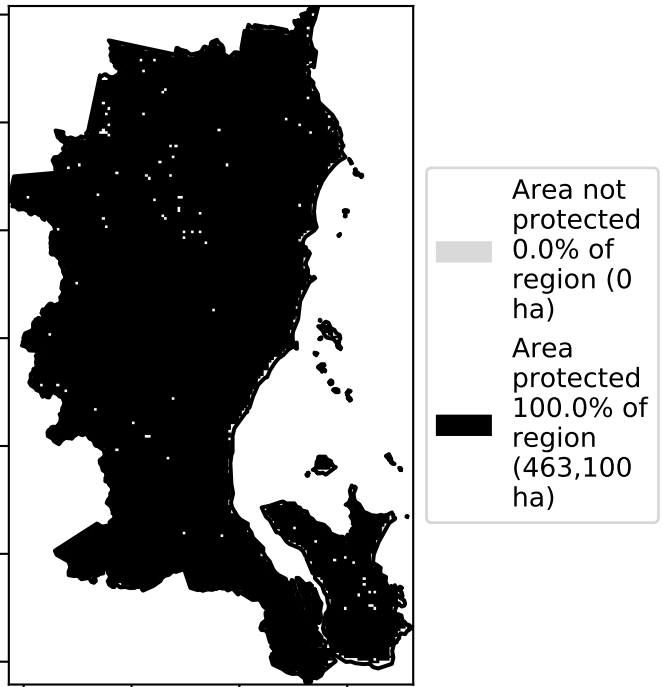 Area not
protected
0.0% of
region (0
ha)
Area
protected
100.0% of
region
(463,100
ha)